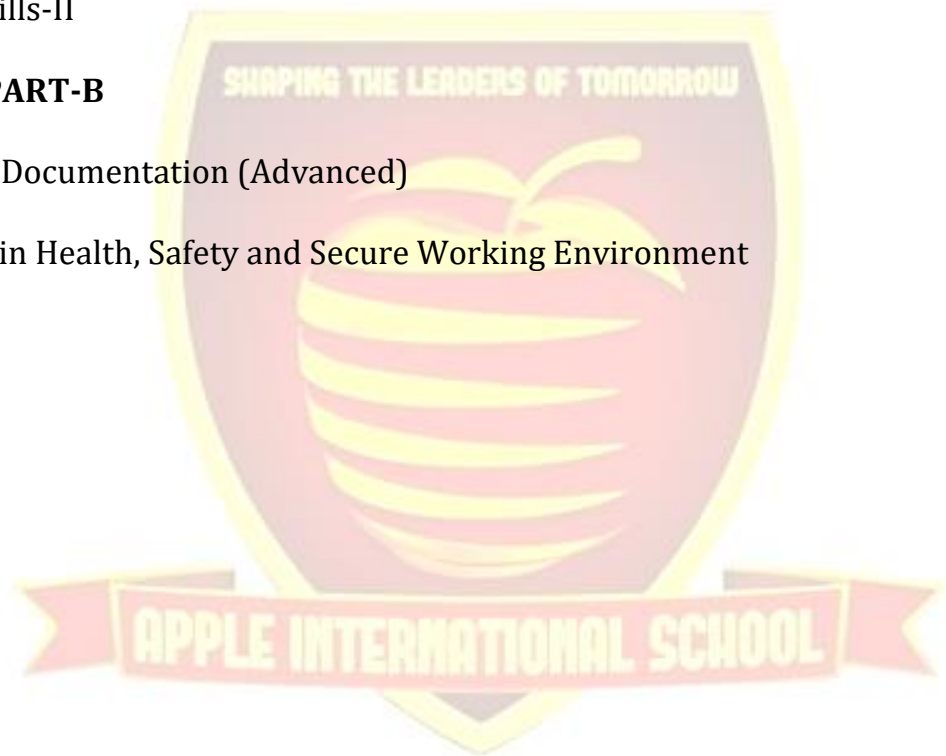 ills-II
PART-B
SHAPING THE LEADERS OF TOMORROW
Documentation (Advanced)
in Health, Safety and Secure Working Environment
APPLE INTERNATIONAL SCHOOL